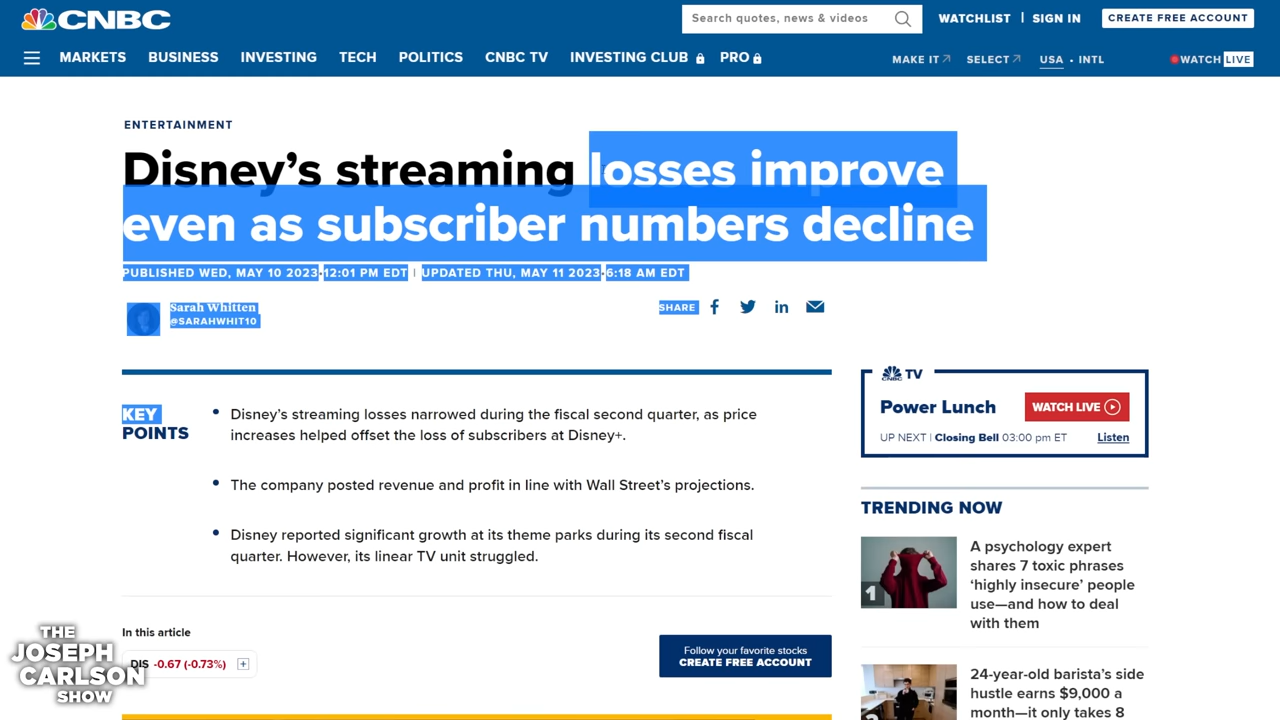 CNBC
Search quotes, news & videos
WATCHLIST | SIGN IN
CREATE FREE ACCOUNT
MARKETS BUSINESS INVESTING TECH POLITICS CNBC TV INVESTING CLUB PRO
MAKE IT SELECT USA • INTL WATCH LIVE
ENTERTAINMENT
Disney's streaming losses improve
even as subscriber numbers decline
PUBLISHED WED, MAY 10 2023•12:01 PM EDT | UPDATED THU, MAY 11 2023•6:18 AM EDT
Sarah Whitten
@SARAHWHIT10
SHARE
KEY
POINTS
• Disney's streaming losses narrowed during the fiscal second quarter, as price
increases helped offset the loss of subscribers at Disney+.
• The company posted revenue and profit in line with Wall Street's projections.
• Disney reported significant growth at its theme parks during its second fiscal
quarter. However, its linear TV unit struggled.
In this article
DIS -0.67 (-0.73%) +
Follow your favorite stocks
CREATE FREE ACCOUNT
CNBC TV
Power Lunch
WATCH LIVE
UP NEXT | Closing Bell 03:00 pm ET
Listen
TRENDING NOW
1
A psychology expert
shares 7 toxic phrases
'highly insecure' people
use—and how to deal
with them
24-year-old barista's side
hustle earns $9,000 a
month—it only takes 8
THE
JOSEPH
CARLSON
SHOW